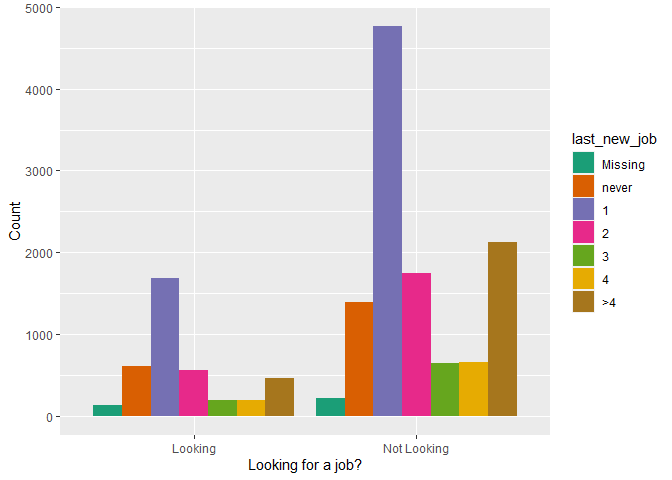 5000
4000
3000
2000
1000
0
Count
Looking
Not Looking
Looking for a job?
last_new_job
Missing
never
1
2
3
4
>4